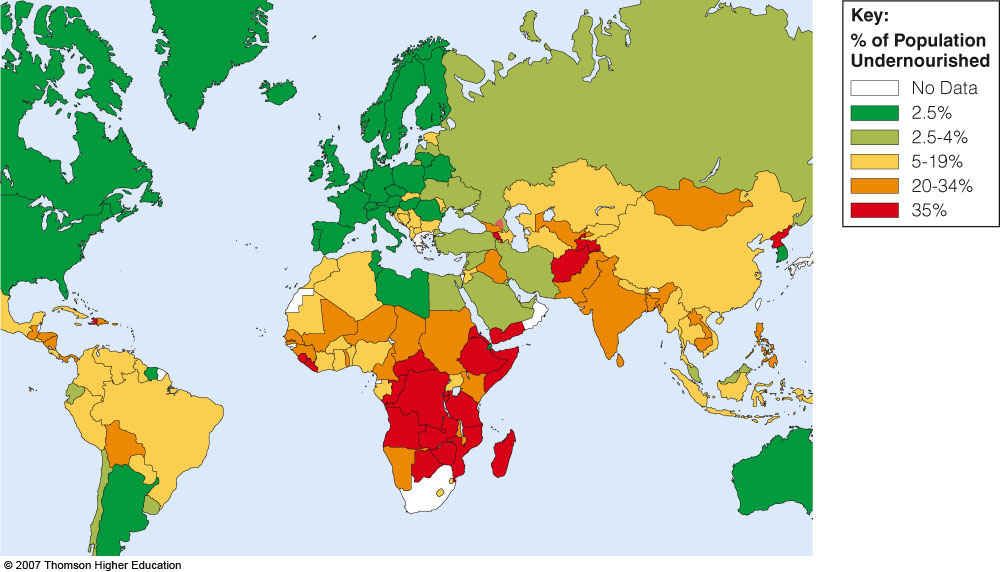 Key:
% of Population
Undernourished
No Data
2.5%
2.5-4%
5-19%
20-34%
35%
© 2007 Thomson Higher Education